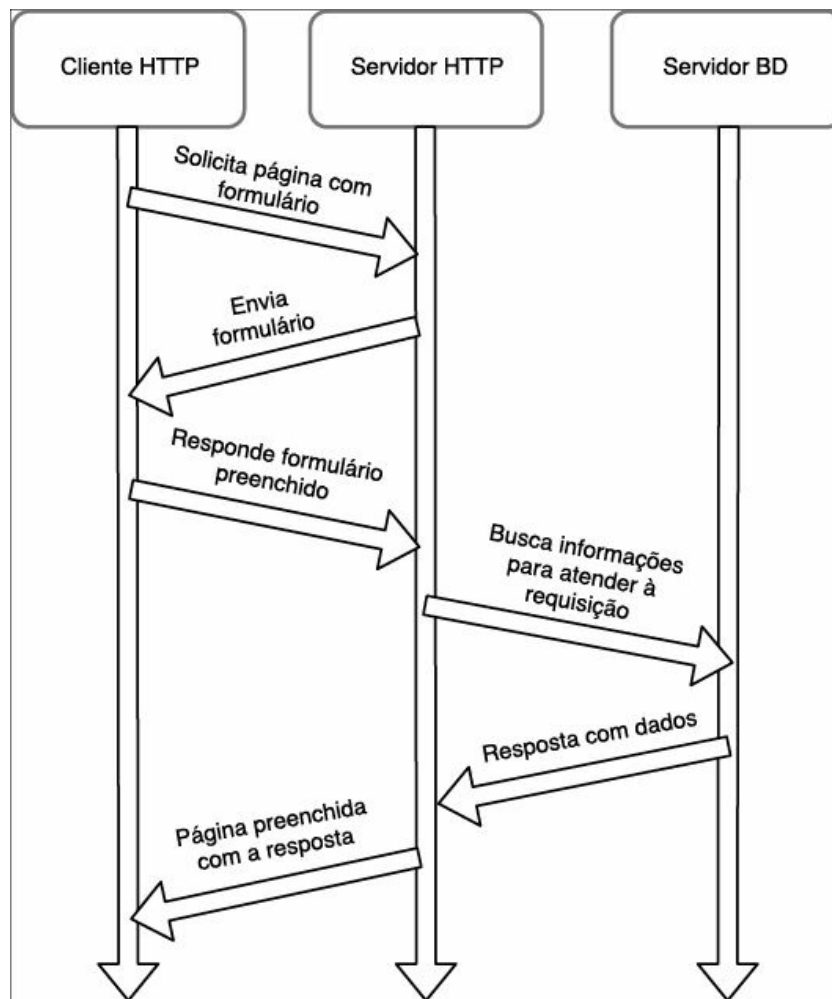 Cliente HTTP
Servidor HTTP
Servidor BD
Solicita página com
formulário
Envia
formulário
Responde formulário
preenchido
Busca informações
para atender à
requisição
Resposta com dados
Página preenchida
com a resposta